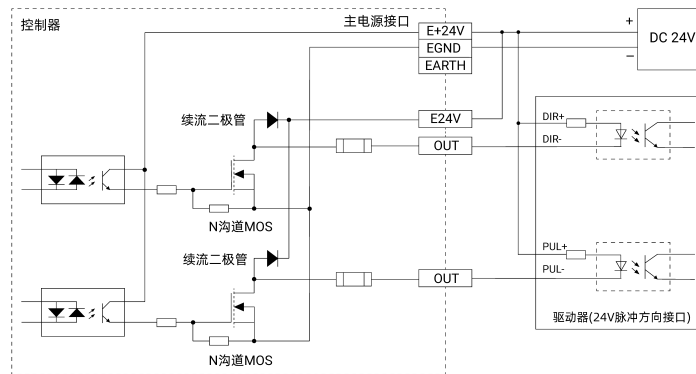 控制器
主电源接口
E+24V
EGND
EARTH
+
DC 24V
−
续流二极管
E24V
OUT
DIR+
DIR-
N沟道MOS
续流二极管
OUT
PUL+
PUL-
驱动器(24V脉冲方向接口)
N沟道MOS